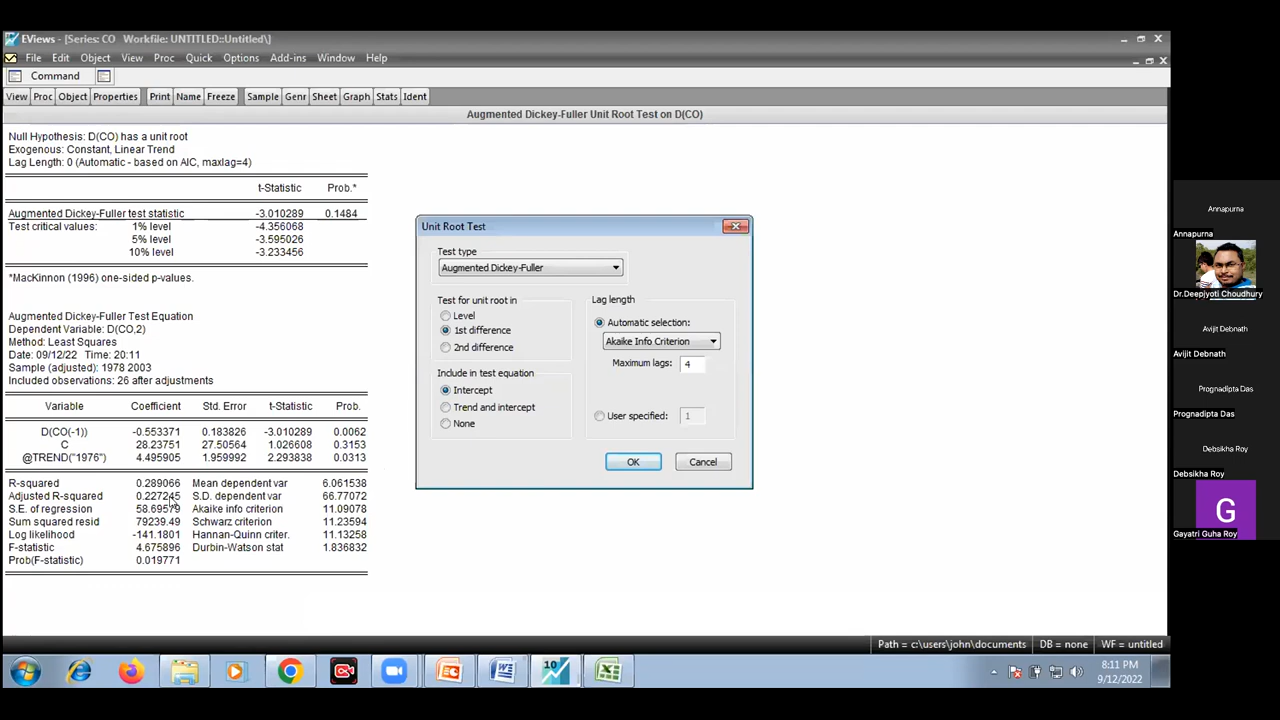 EViews - [Series: CO   Workfile: UNTITLED::Untitled\]
File Edit Object View Proc Quick Options Add-ins Window Help
Command
View Proc Object Properties Print Name Freeze Sample Genr Sheet Graph Stats Ident
Augmented Dickey-Fuller Unit Root Test on D(CO)
Null Hypothesis: D(CO) has a unit root
Exogenous: Constant, Linear Trend
Lag Length: 0 (Automatic - based on AIC, maxlag=4)
t-Statistic Prob.*
Augmented Dickey-Fuller test statistic -3.010289 0.1484
Test critical values: 1% level -4.356068
5% level -3.595026
10% level -3.233456
*MacKinnon (1996) one-sided p-values.
Augmented Dickey-Fuller Test Equation
Dependent Variable: D(CO,2)
Method: Least Squares
Date: 09/12/22 Time: 20:11
Sample (adjusted): 1978 2003
Included observations: 26 after adjustments
Variable Coefficient Std. Error t-Statistic Prob.
D(CO(-1)) -0.553371 0.183826 -3.010289 0.0062
C 28.23751 27.50564 1.026608 0.3153
@TREND("1976") 4.495905 1.959992 2.293838 0.0313
R-squared 0.289066 Mean dependent var 6.061538
Adjusted R-squared 0.227245 S.D. dependent var 66.77072
S.E. of regression 58.69579 Akaike info criterion 11.09078
Sum squared resid 79239.49 Schwarz criterion 11.23594
Log likelihood -141.1801 Hannan-Quinn criter. 11.13258
F-statistic 4.675896 Durbin-Watson stat 1.836832
Prob(F-statistic) 0.019771
Unit Root Test
Test type
Augmented Dickey-Fuller
Test for unit root in
Level
1st difference
2nd difference
Include in test equation
Intercept
Trend and intercept
None
Lag length
Automatic selection:
Akaike Info Criterion
Maximum lags: 4
User specified: 1
OK Cancel
Path = c:\users\john\documents DB = none WF = untitled
10
8:11 PM
9/12/2022
Annapurna
Annapurna
Dr.Deepjyoti Choudhury
Avijit Debnath
Avijit Debnath
Prognadipta Das
Prognadipta Das
Debsikha Roy
Debsikha Roy
G
Gayatri Guha Roy